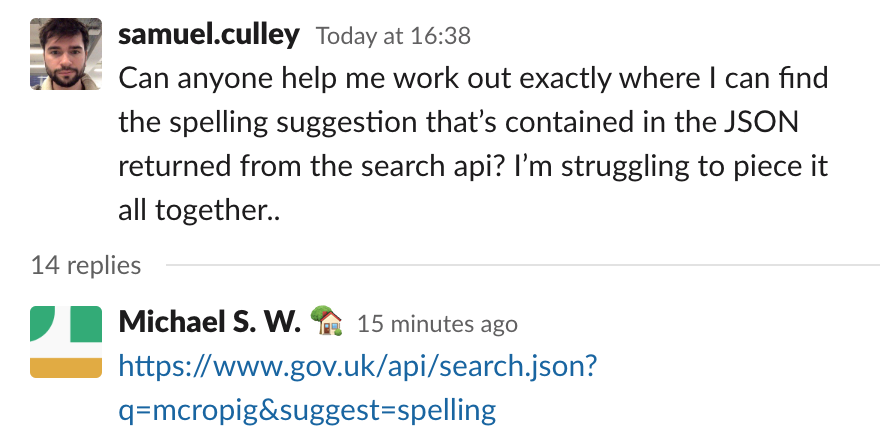 samuel.culley Today at 16:38
Can anyone help me work out exactly where I can find
the spelling suggestion that’s contained in the JSON
returned from the search api? I’m struggling to piece it
all together..
14 replies
Michael S. W. 🏡 15 minutes ago
https://www.gov.uk/api/search.json?
q=mcropig&suggest=spelling